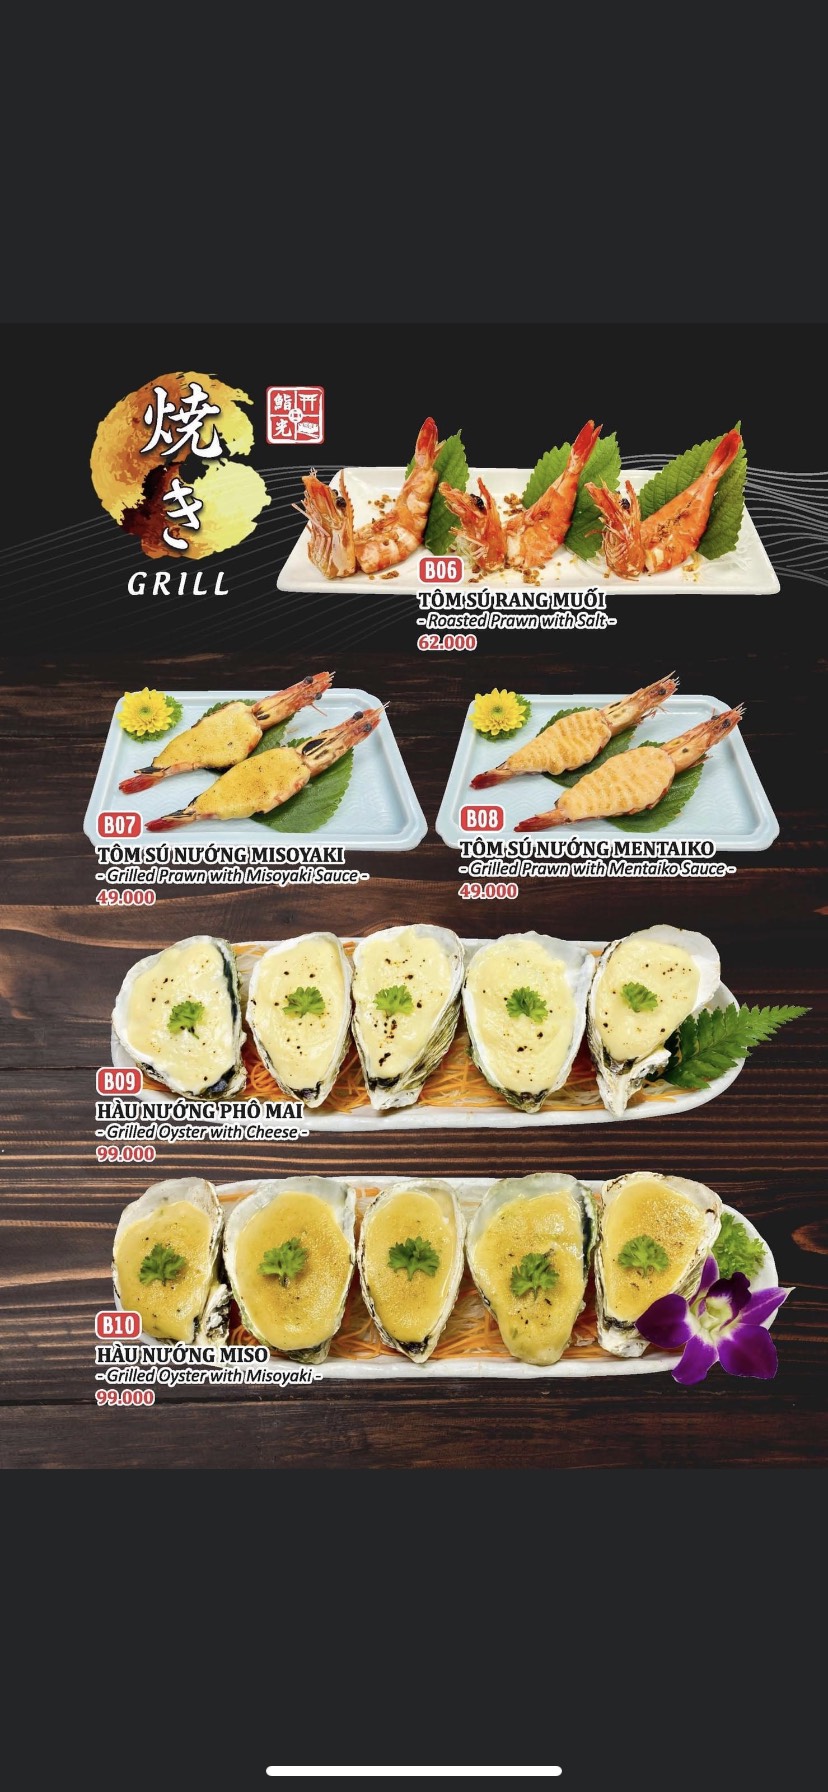 焼き
GRILL
鮨 开
光
B06
TÔM SÚ RANG MUỐI
- Roasted Prawn with Salt -
62.000
B07
TÔM SÚ NƯỚNG MISOYAKI
- Grilled Prawn with Misoyaki Sauce -
49.000
B08
TÔM SÚ NƯỚNG MENTAIKO
- Grilled Prawn with Mentaiko Sauce -
49.000
B09
HÀU NƯỚNG PHÔ MAI
- Grilled Oyster with Cheese -
99.000
B10
HÀU NƯỚNG MISO
- Grilled Oyster with Misoyaki -
99.000